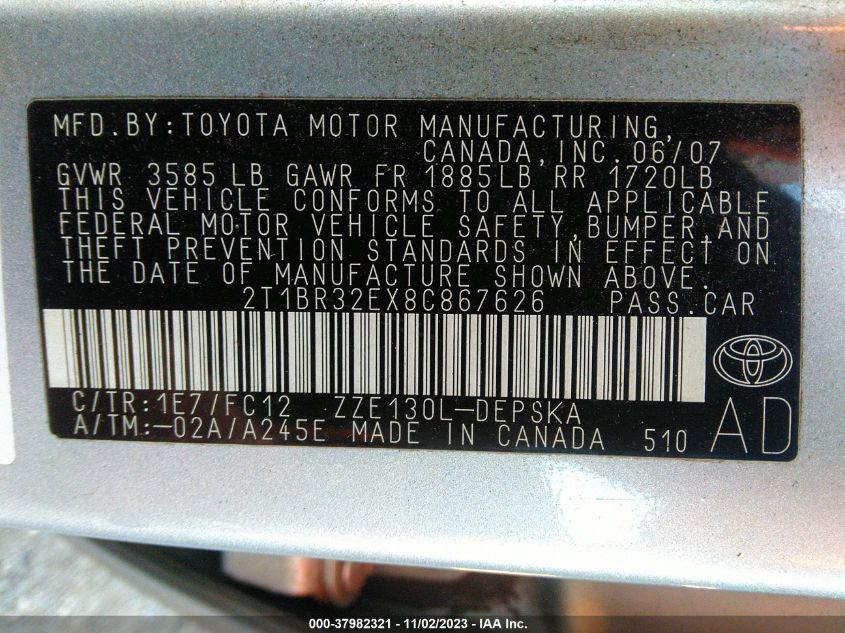 MFD.BY:TOYOTA MOTOR MANUFACTURING,
CANADA,INC.06/07
GVWR 3585LB GAWR FR 1885LB RR 1720LB
THIS VEHICLE CONFORMS TO ALL APPLICABLE
FEDERAL MOTOR VEHICLE SAFETY,BUMPER,AND
THEFT PREVENTION STANDARDS IN EFFECT ON
THE DATE OF MANUFACTURE SHOWN ABOVE.
2T1BR32EX8C867626 PASS.CAR
C/TR:1E7/FC12 ZZE130L-DEPSKA
A/TM:-02A/A245E MADE IN CANADA 510 AD
000-37982321 - 11/02/2023 - IAA Inc.